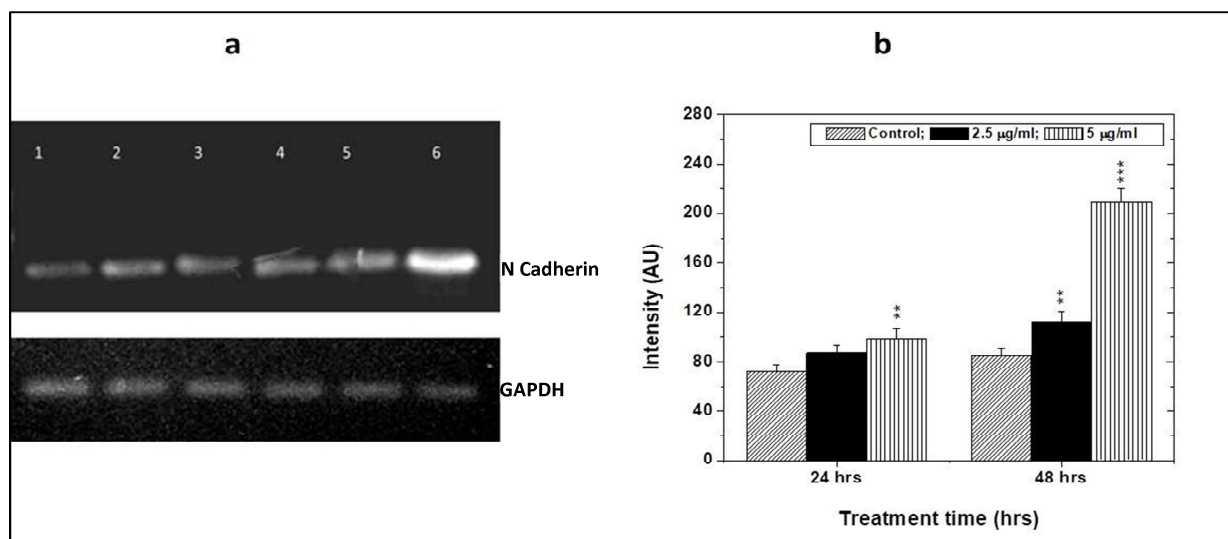 a
1 2 3 4 5 6
N Cadherin
GAPDH
b
280
240
200
160
120
80
40
0
Control; 2.5 µg/ml; 5 µg/ml
**
**
***
Intensity (AU)
24 hrs 48 hrs
Treatment time (hrs)